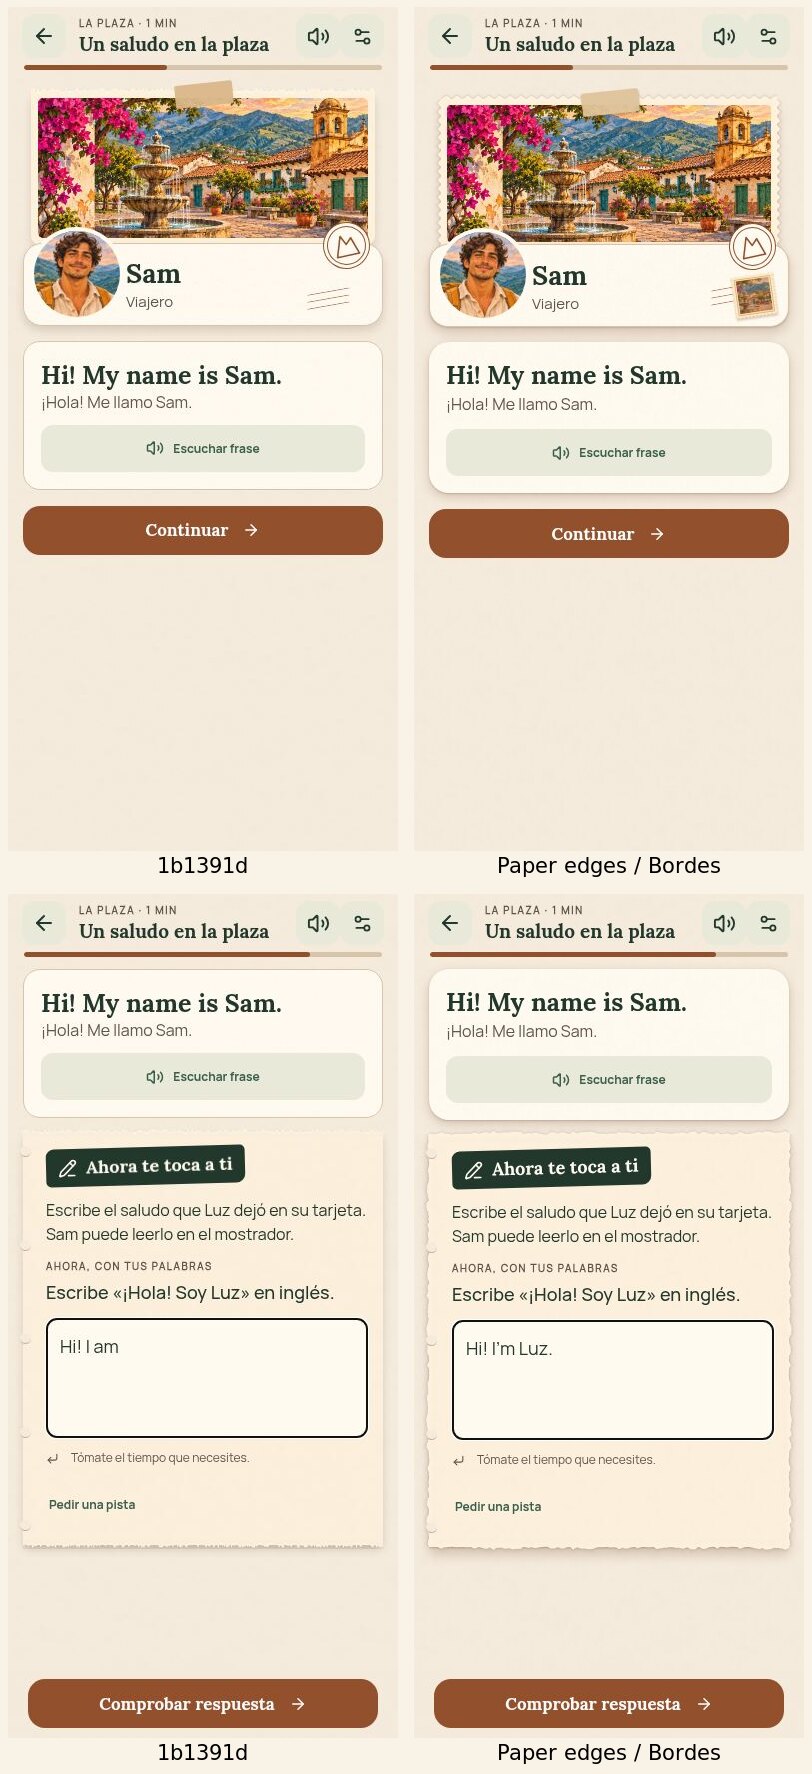 LA PLAZA · 1 MIN
Un saludo en la plaza
Sam
Viajero
Hi! My name is Sam.
¡Hola! Me llamo Sam.
Escuchar frase
Continuar
1b1391d
LA PLAZA · 1 MIN
Un saludo en la plaza
Sam
Viajero
Hi! My name is Sam.
¡Hola! Me llamo Sam.
Escuchar frase
Continuar
Paper edges / Bordes
LA PLAZA · 1 MIN
Un saludo en la plaza
Hi! My name is Sam.
¡Hola! Me llamo Sam.
Escuchar frase
Ahora te toca a ti
Escribe el saludo que Luz dejó en su tarjeta.
Sam puede leerlo en el mostrador.
AHORA, CON TUS PALABRAS
Escribe «¡Hola! Soy Luz» en inglés.
Hi! I am
Tómate el tiempo que necesites.
Pedir una pista
Comprobar respuesta
1b1391d
LA PLAZA · 1 MIN
Un saludo en la plaza
Hi! My name is Sam.
¡Hola! Me llamo Sam.
Escuchar frase
Ahora te toca a ti
Escribe el saludo que Luz dejó en su tarjeta.
Sam puede leerlo en el mostrador.
AHORA, CON TUS PALABRAS
Escribe «¡Hola! Soy Luz» en inglés.
Hi! I'm Luz.
Tómate el tiempo que necesites.
Pedir una pista
Comprobar respuesta
Paper edges / Bordes